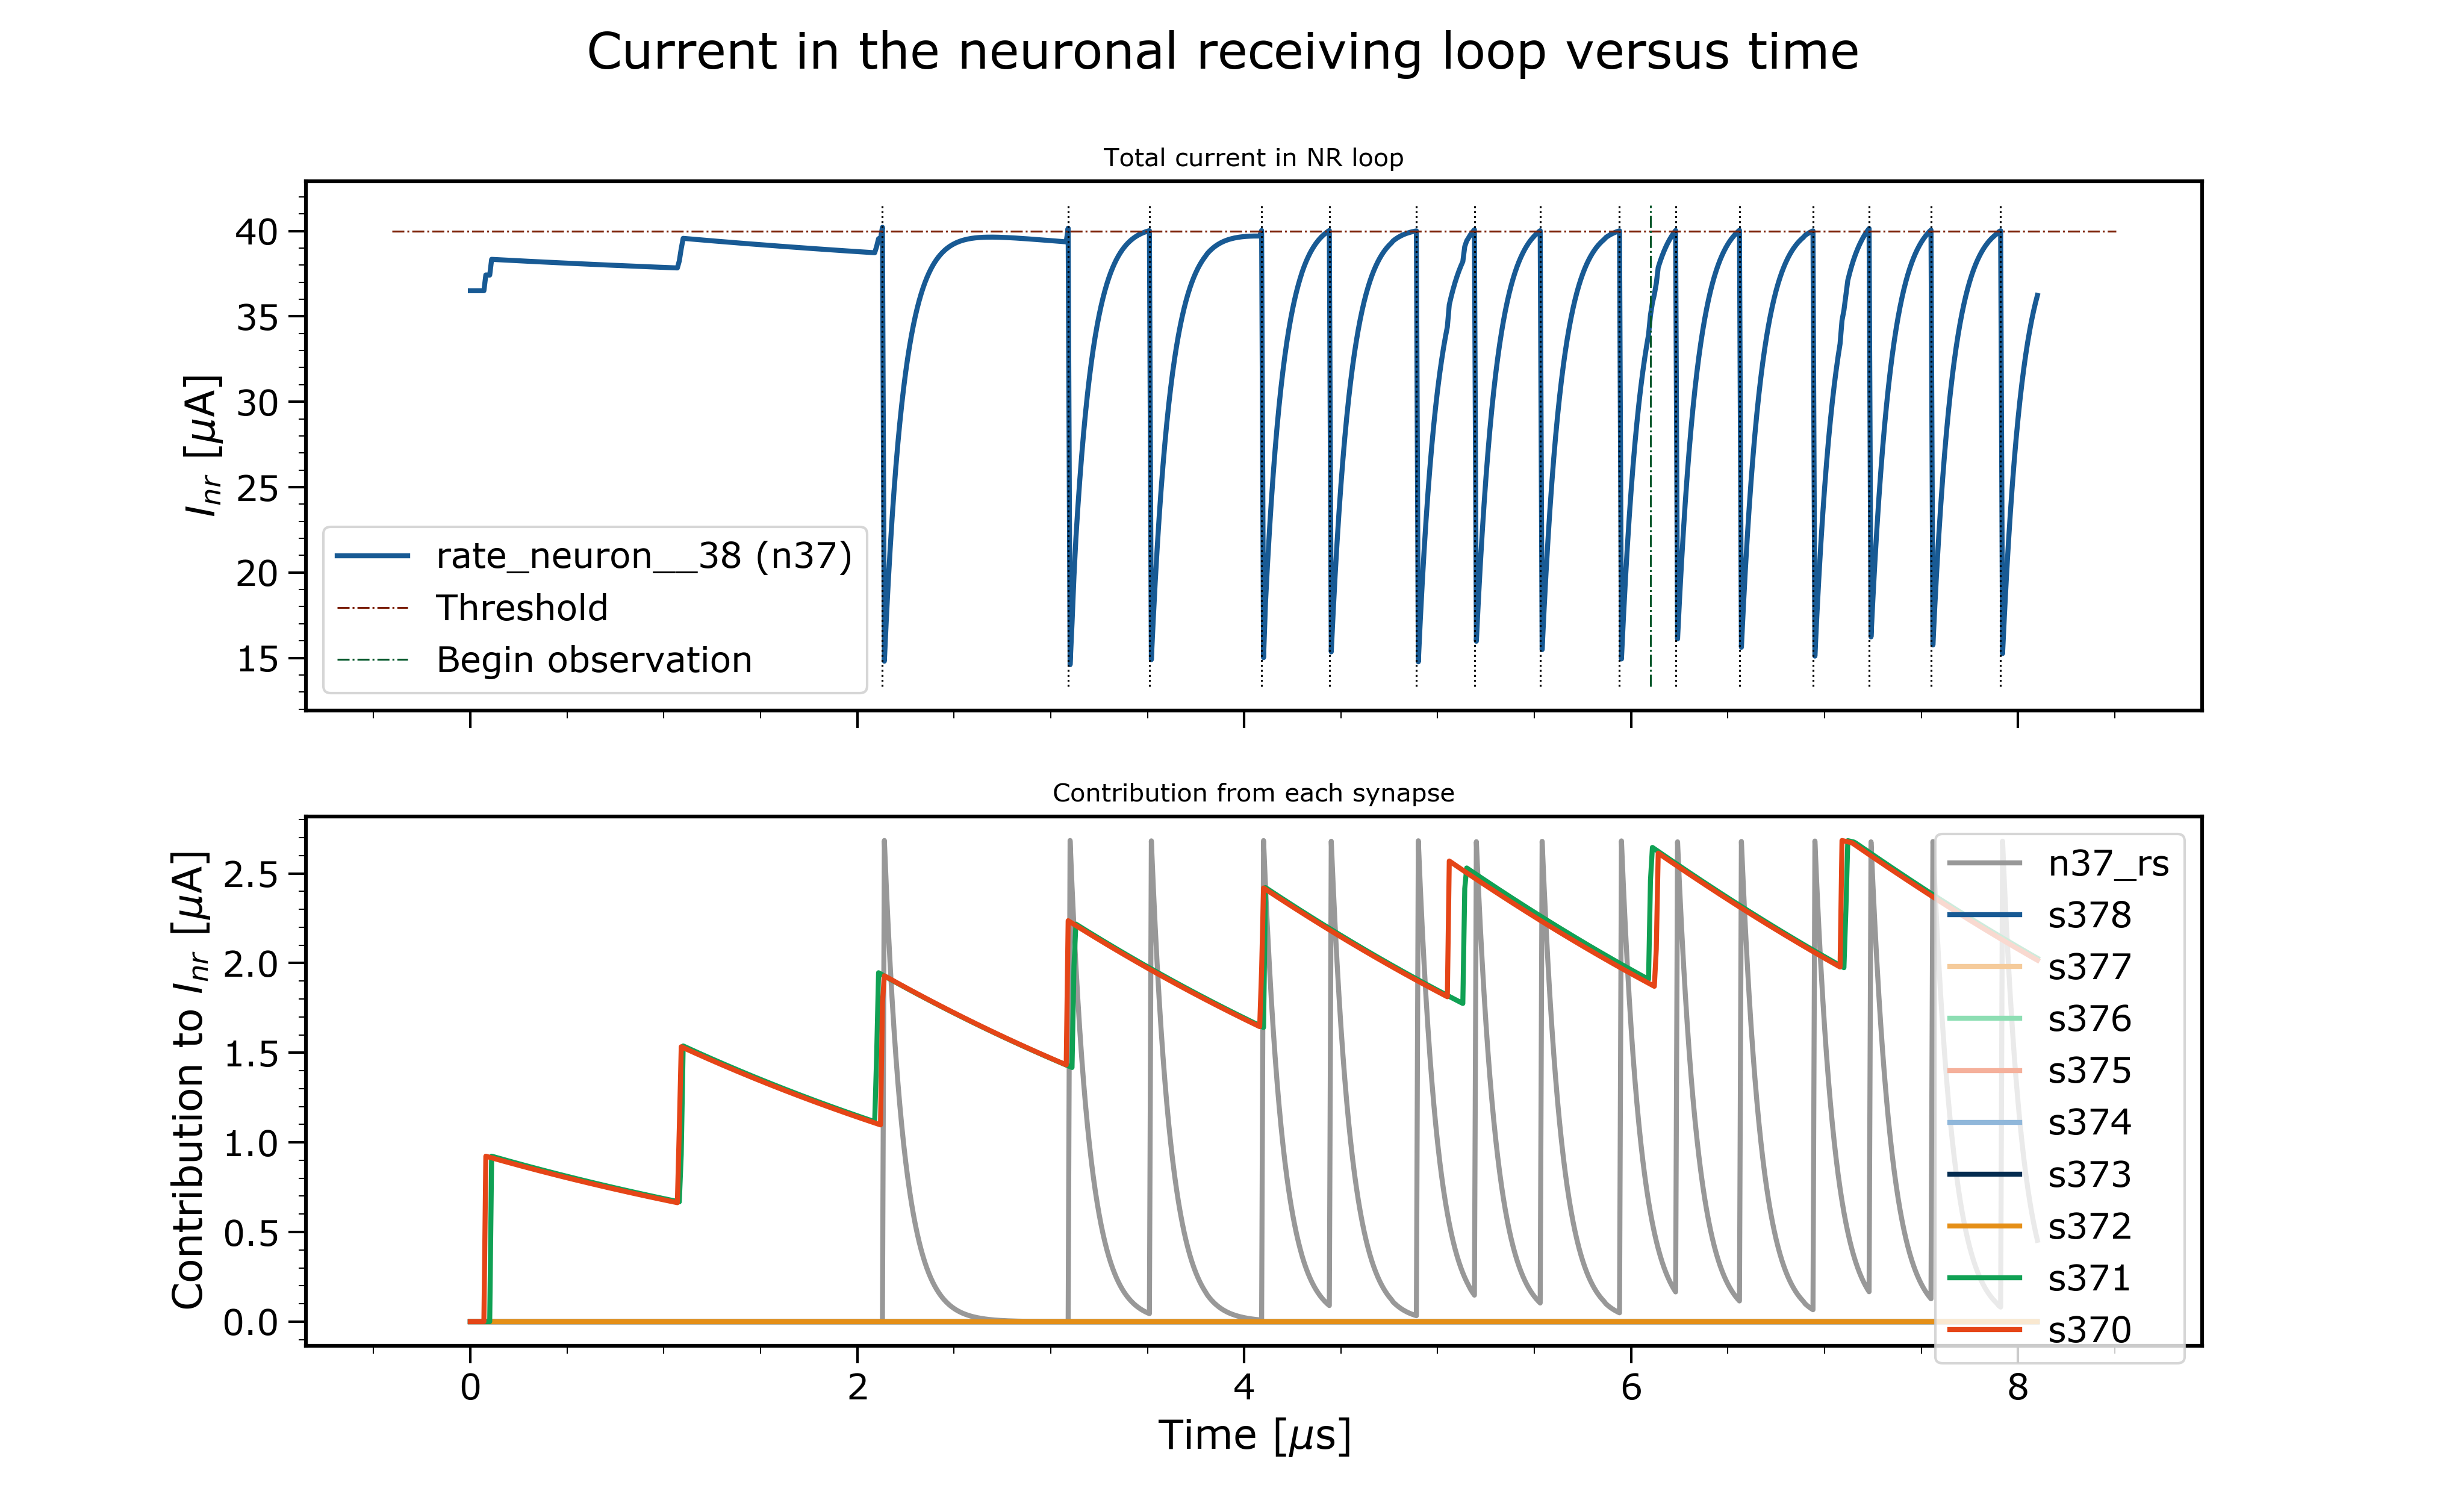 Current in the neuronal receiving loop versus time
Total current in NR loop
I_nr [μA]
40
35
30
25
20
15
rate_neuron__38 (n37)
Threshold
Begin observation
Contribution from each synapse
Contribution to I_nr [μA]
2.5
2.0
1.5
1.0
0.5
0.0
n37_rs
s378
s377
s376
s375
s374
s373
s372
s371
s370
0 2 4 6 8
Time [μs]